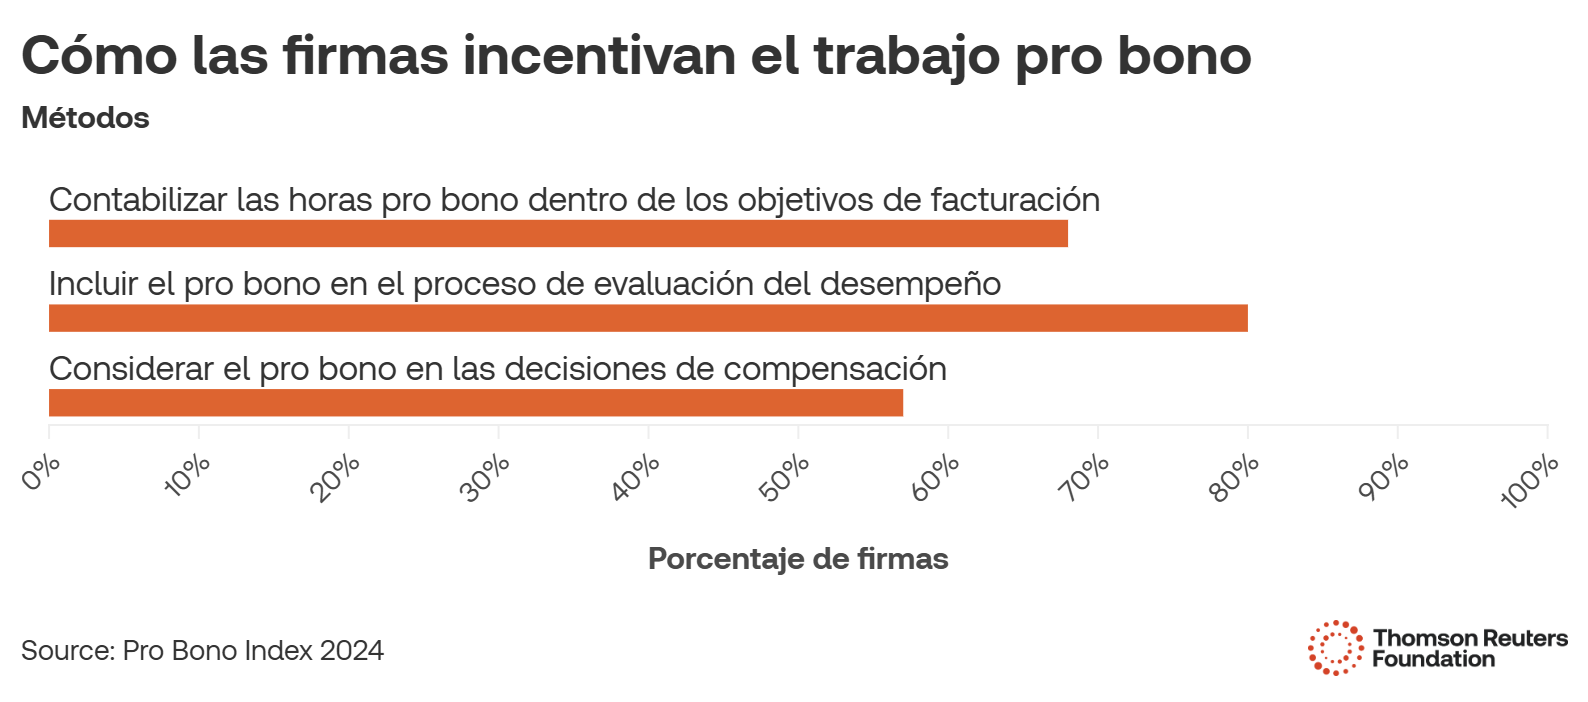 Cómo las firmas incentivan el trabajo pro bono
Métodos
Contabilizar las horas pro bono dentro de los objetivos de facturación
Incluir el pro bono en el proceso de evaluación del desempeño
Considerar el pro bono en las decisiones de compensación
0% 10% 20% 30% 40% 50% 60% 70% 80% 90% 100%
Porcentaje de firmas
Source: Pro Bono Index 2024
Thomson Reuters
Foundation